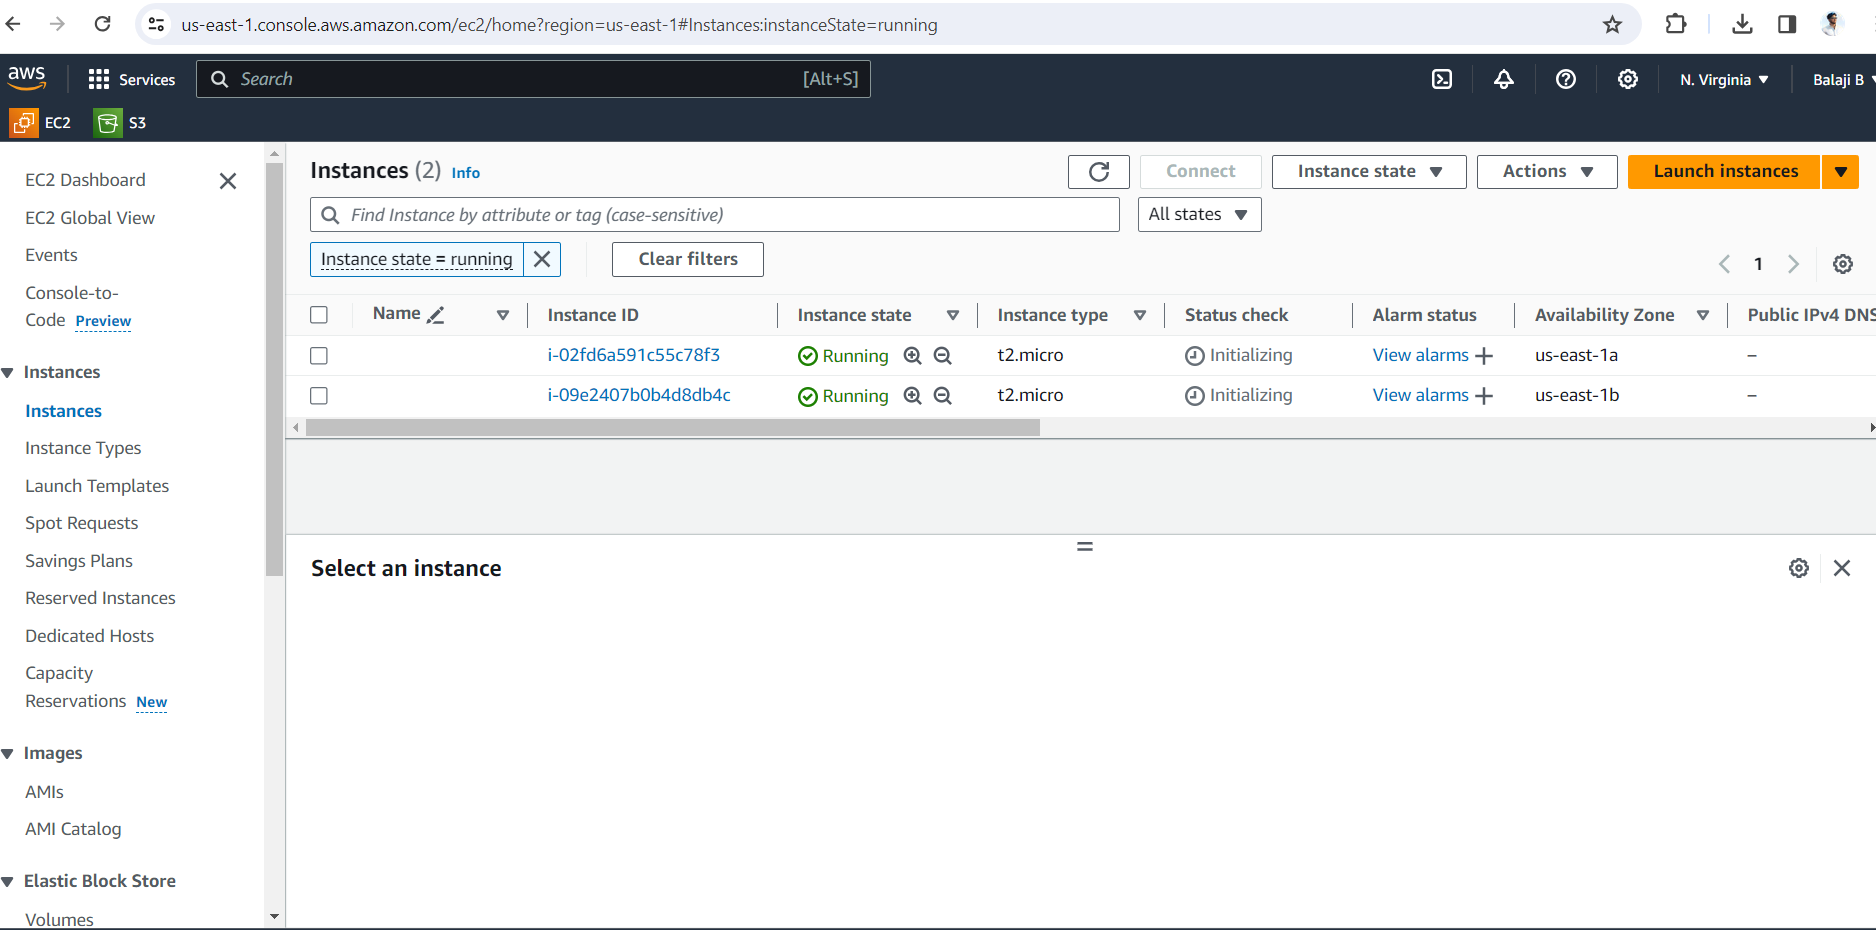 us-east-1.console.aws.amazon.com/ec2/home?region=us-east-1#Instances:instanceState=running
aws Services Search [Alt+S] N. Virginia Balaji B
EC2 S3
EC2 Dashboard
EC2 Global View
Events
Console-to-
Code Preview
Instances
Instances
Instance Types
Launch Templates
Spot Requests
Savings Plans
Reserved Instances
Dedicated Hosts
Capacity
Reservations New
Images
AMIs
AMI Catalog
Elastic Block Store
Volumes
Instances (2) Info Connect Instance state Actions Launch instances
Find Instance by attribute or tag (case-sensitive) All states
Instance state = running Clear filters
1
Name Instance ID Instance state Instance type Status check Alarm status Availability Zone Public IPv4 DNS
i-02fd6a591c55c78f3 Running t2.micro Initializing View alarms + us-east-1a –
i-09e2407b0b4d8db4c Running t2.micro Initializing View alarms + us-east-1b –
Select an instance